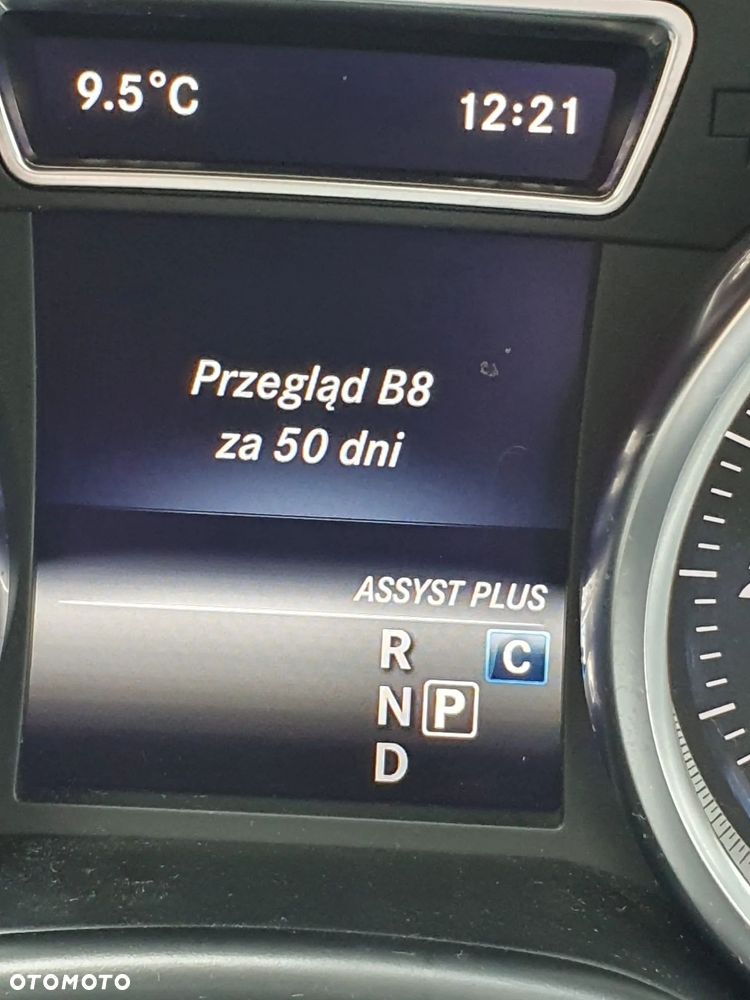 9.5°C 12:21
Przegląd B8
za 50 dni
ASSYST PLUS
R C
N P
D
OTOMOTO